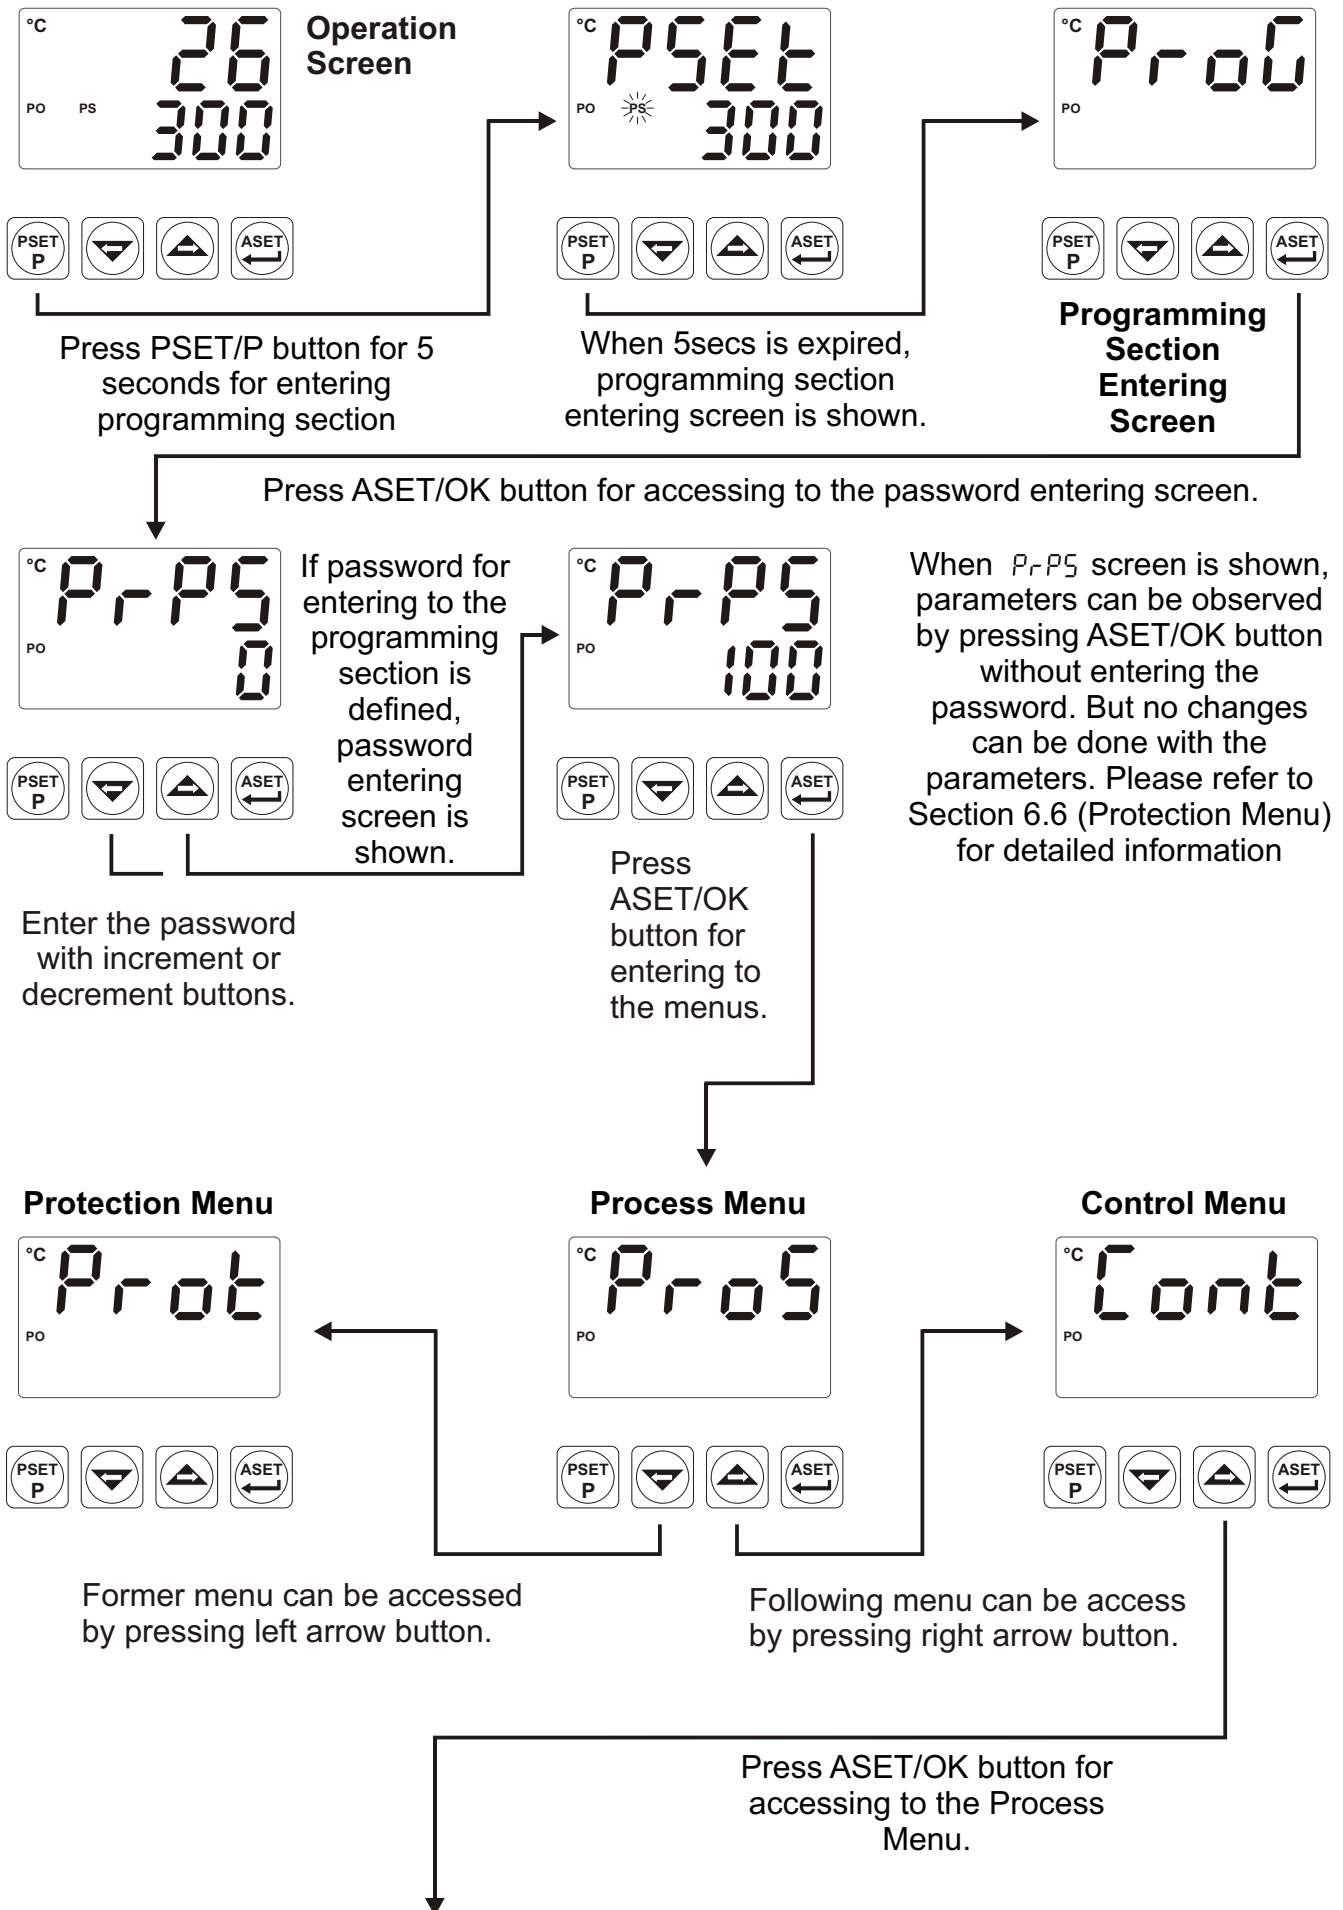 °C 26
PO PS 300
Operation
Screen
°C PSEt
PO PS 300
°C ProG
PO
PSET
P
ASET
PSET
P
ASET
PSET
P
ASET
Press PSET/P button for 5
seconds for entering
programming section
When 5secs is expired,
programming section
entering screen is shown.
Programming
Section
Entering
Screen
Press ASET/OK button for accessing to the password entering screen.
°C PrPS
PO 0
If password for
entering to the
programming
section is
defined,
password
entering
screen is
shown.
°C PrPS
PO 100
When PrPS screen is shown,
parameters can be observed
by pressing ASET/OK button
without entering the
password. But no changes
can be done with the
parameters. Please refer to
Section 6.6 (Protection Menu)
for detailed information
PSET
P
ASET
PSET
P
ASET
Enter the password
with increment or
decrement buttons.
Press
ASET/OK
button for
entering to
the menus.
Protection Menu
Process Menu
Control Menu
°C Prot
PO
°C ProS
PO
°C Cont
PO
PSET
P
ASET
PSET
P
ASET
PSET
P
ASET
Former menu can be accessed
by pressing left arrow button.
Following menu can be access
by pressing right arrow button.
Press ASET/OK button for
accessing to the Process
Menu.